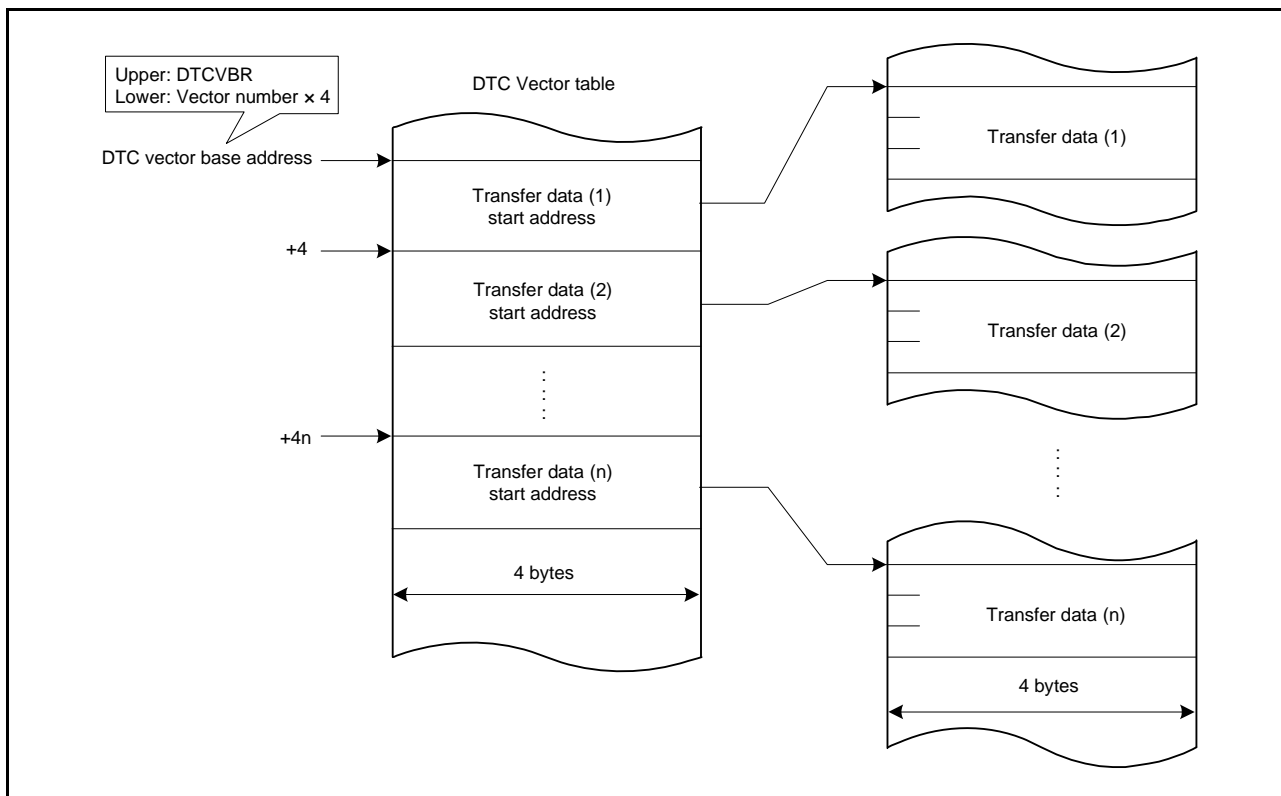 Upper: DTCVBR
Lower: Vector number × 4
DTC Vector table
DTC vector base address
Transfer data (1)
start address
+4
Transfer data (2)
start address
+4n
Transfer data (n)
start address
4 bytes
Transfer data (1)
Transfer data (2)
Transfer data (n)
4 bytes